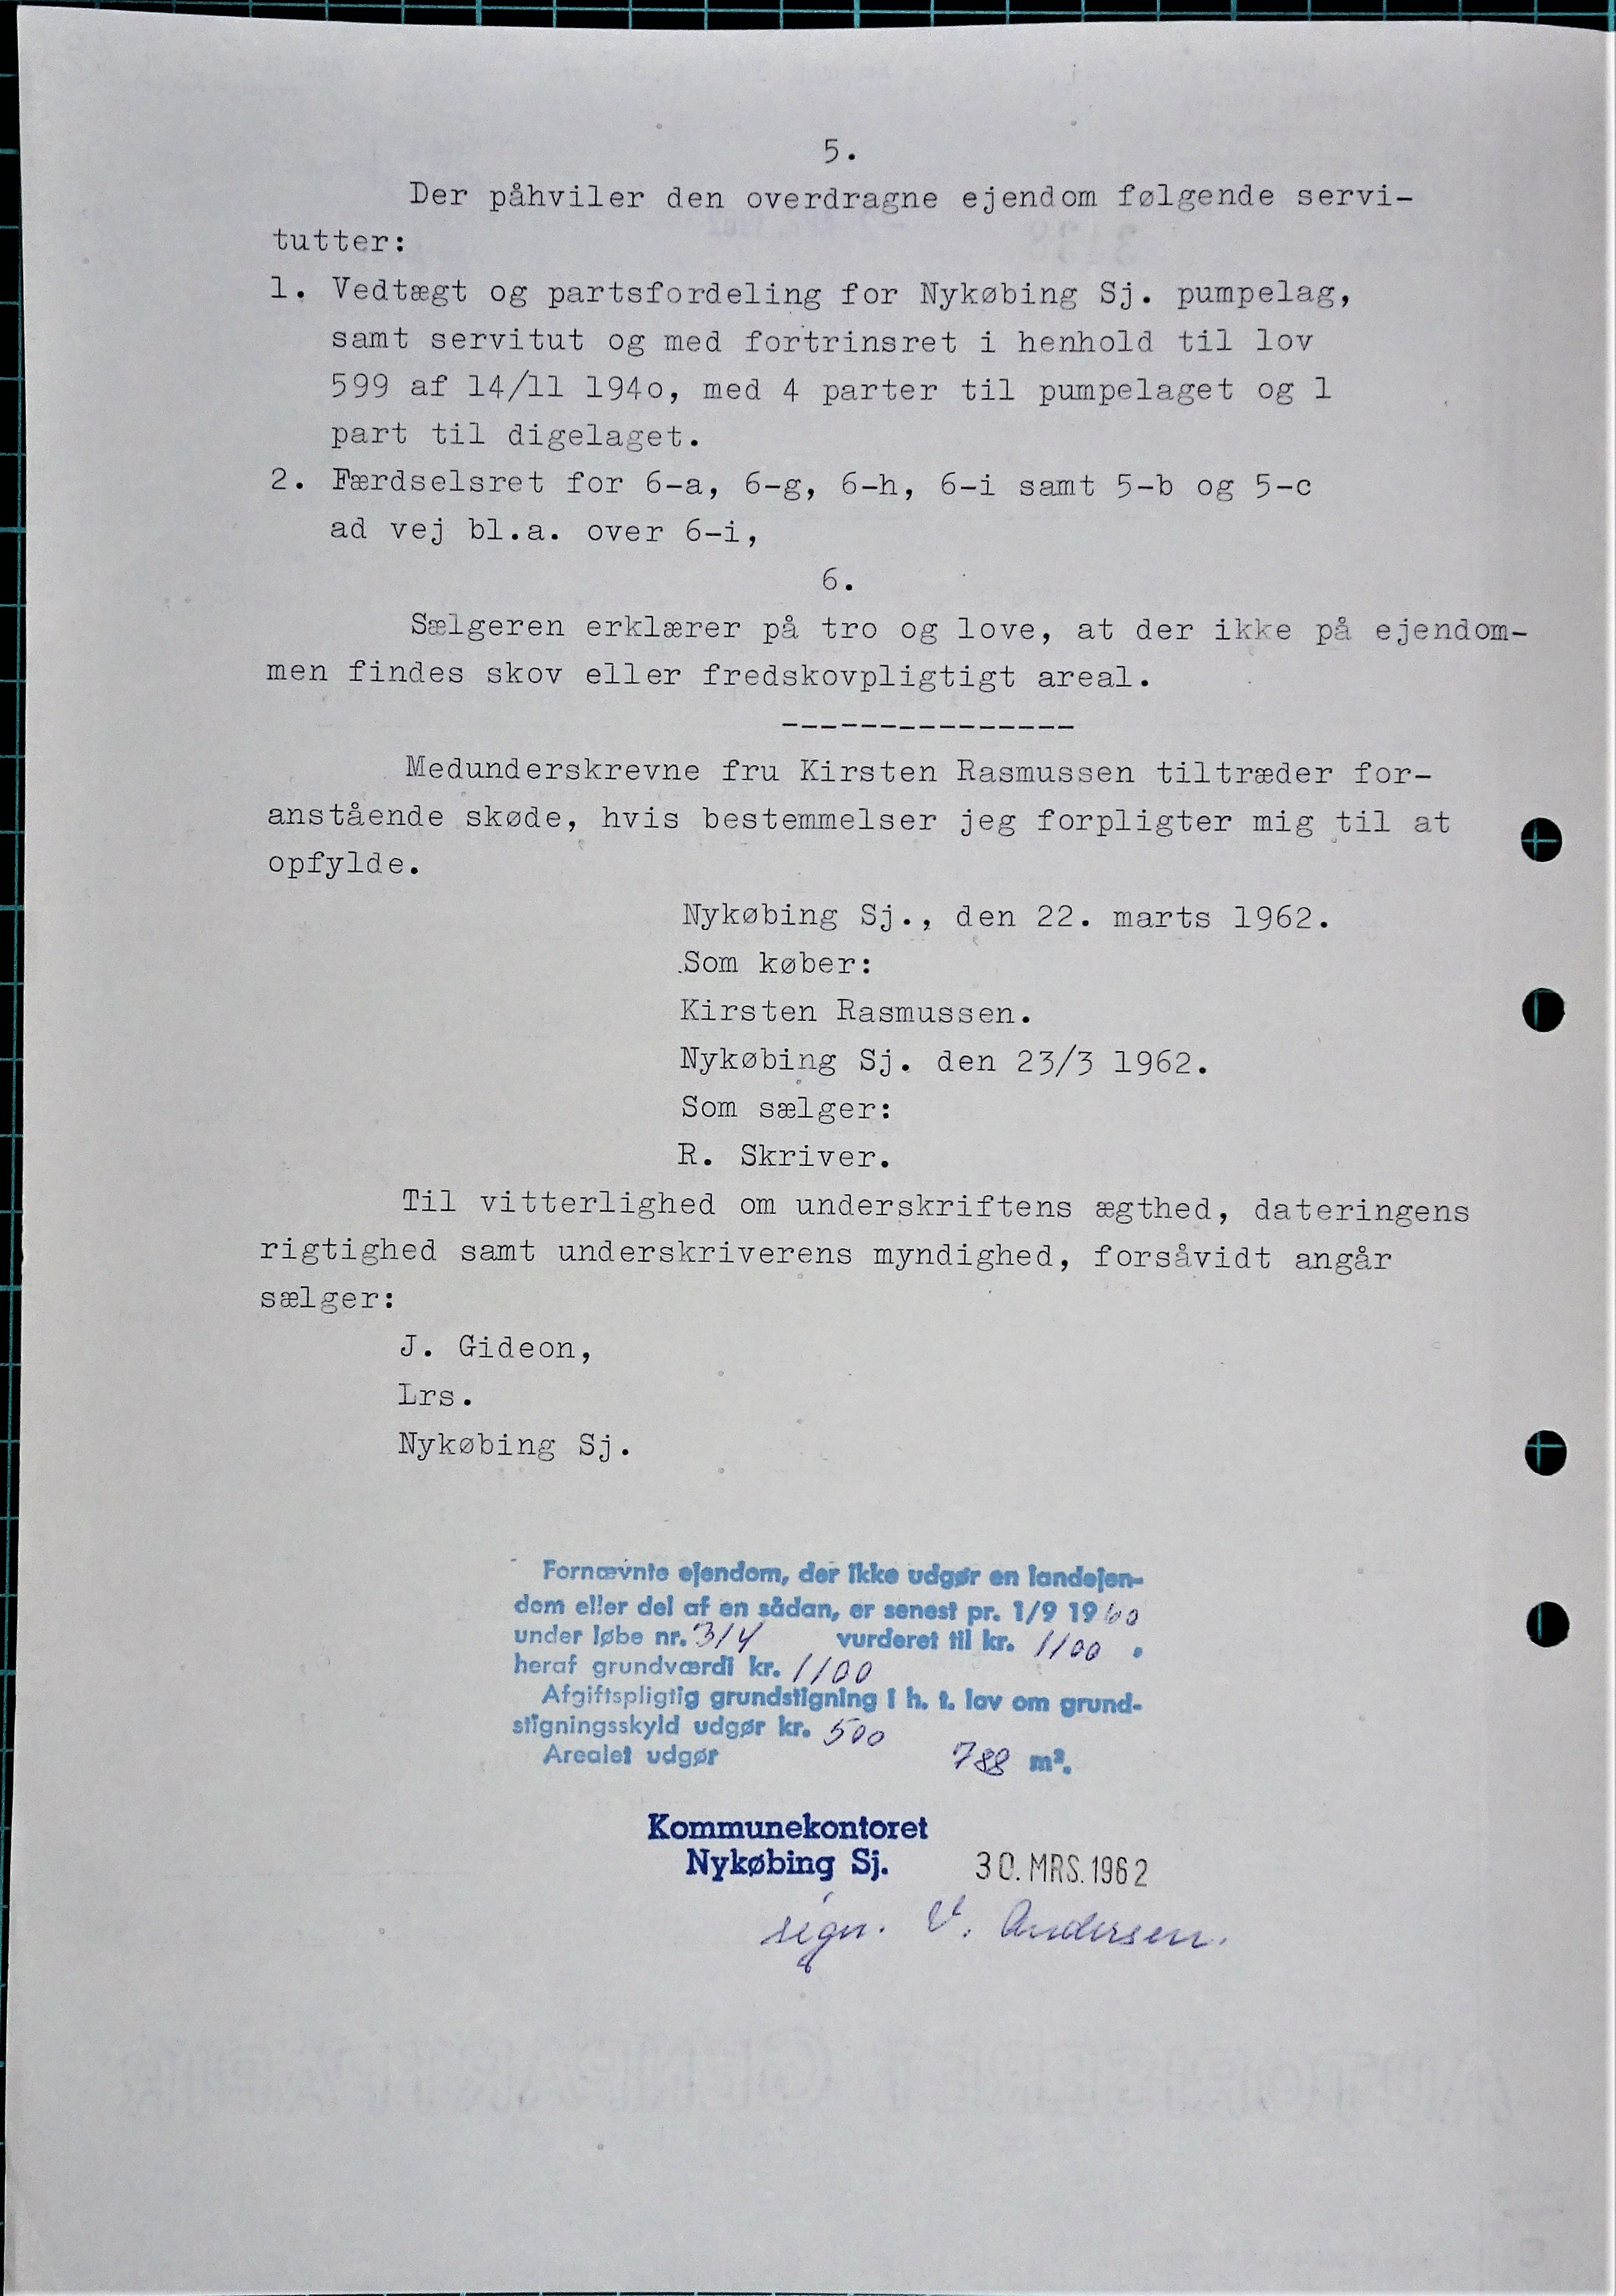 5.
Der påhviler den overdragne ejendom følgende servi-
tutter:
1. Vedtægt og partsfordeling for Nykøbing Sj. pumpelag,
samt servitut og med fortrinsret i henhold til lov
599 af 14/11 194o, med 4 parter til pumpelaget og 1
part til digelaget.
2. Færdselsret for 6-a, 6-g, 6-h, 6-i samt 5-b og 5-c
ad vej bl.a. over 6-i,
6.
Sælgeren erklærer på tro og love, at der ikke på ejendom-
men findes skov eller fredskovpligtigt areal.
---------------
Medunderskrevne fru Kirsten Rasmussen tiltræder for-
anstående skøde, hvis bestemmelser jeg forpligter mig til at
opfylde.
Nykøbing Sj., den 22. marts 1962.
Som køber:
Kirsten Rasmussen.
Nykøbing Sj. den 23/3 1962.
Som sælger:
R. Skriver.
Til vitterlighed om underskriftens ægthed, dateringens
rigtighed samt underskriverens myndighed, forsåvidt angår
sælger:
J. Gideon,
Lrs.
Nykøbing Sj.
Fornævnte ejendom, der ikke udgør en landejen-
dom eller del af en sådan, er senest pr. 1/9 1960
under løbe nr. 314 vurderet til kr. 1100 .
heraf grundværdi kr. 1100
Afgiftspligtig grundstigning i h. t. lov om grund-
stigningsskyld udgør kr. 500
Arealet udgør 788 m².
Kommunekontoret
Nykøbing Sj. 30. MRS. 1962
sign. V. Andersen.